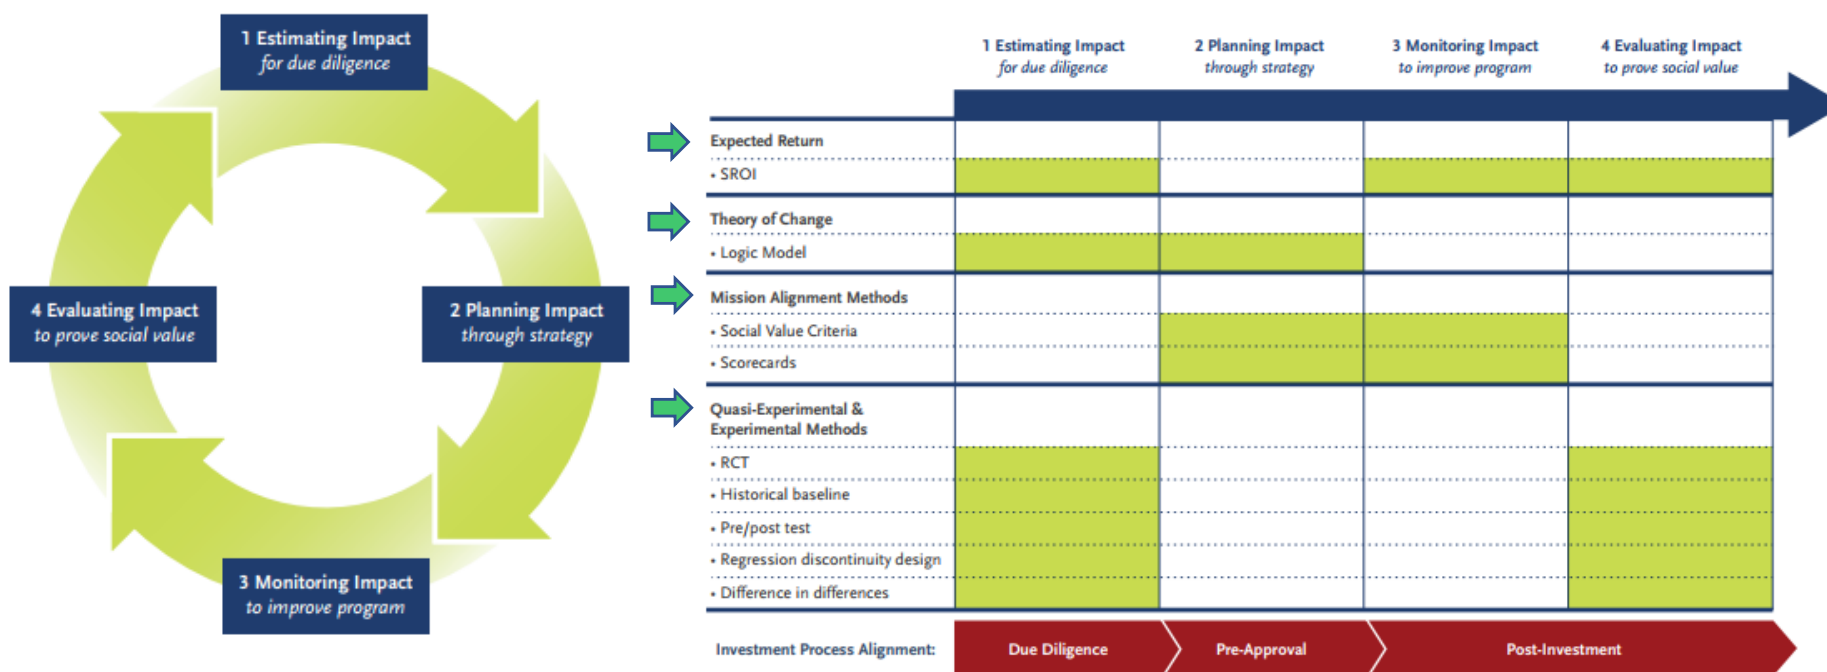 1 Estimating Impact
for due diligence
2 Planning Impact
through strategy
3 Monitoring Impact
to improve program
4 Evaluating Impact
to prove social value
1 Estimating Impact
for due diligence
2 Planning Impact
through strategy
3 Monitoring Impact
to improve program
4 Evaluating Impact
to prove social value
Expected Return
• SROI
Theory of Change
• Logic Model
Mission Alignment Methods
• Social Value Criteria
• Scorecards
Quasi-Experimental &
Experimental Methods
• RCT
• Historical baseline
• Pre/post test
• Regression discontinuity design
• Difference in differences
Investment Process Alignment:
Due Diligence
Pre-Approval
Post-Investment